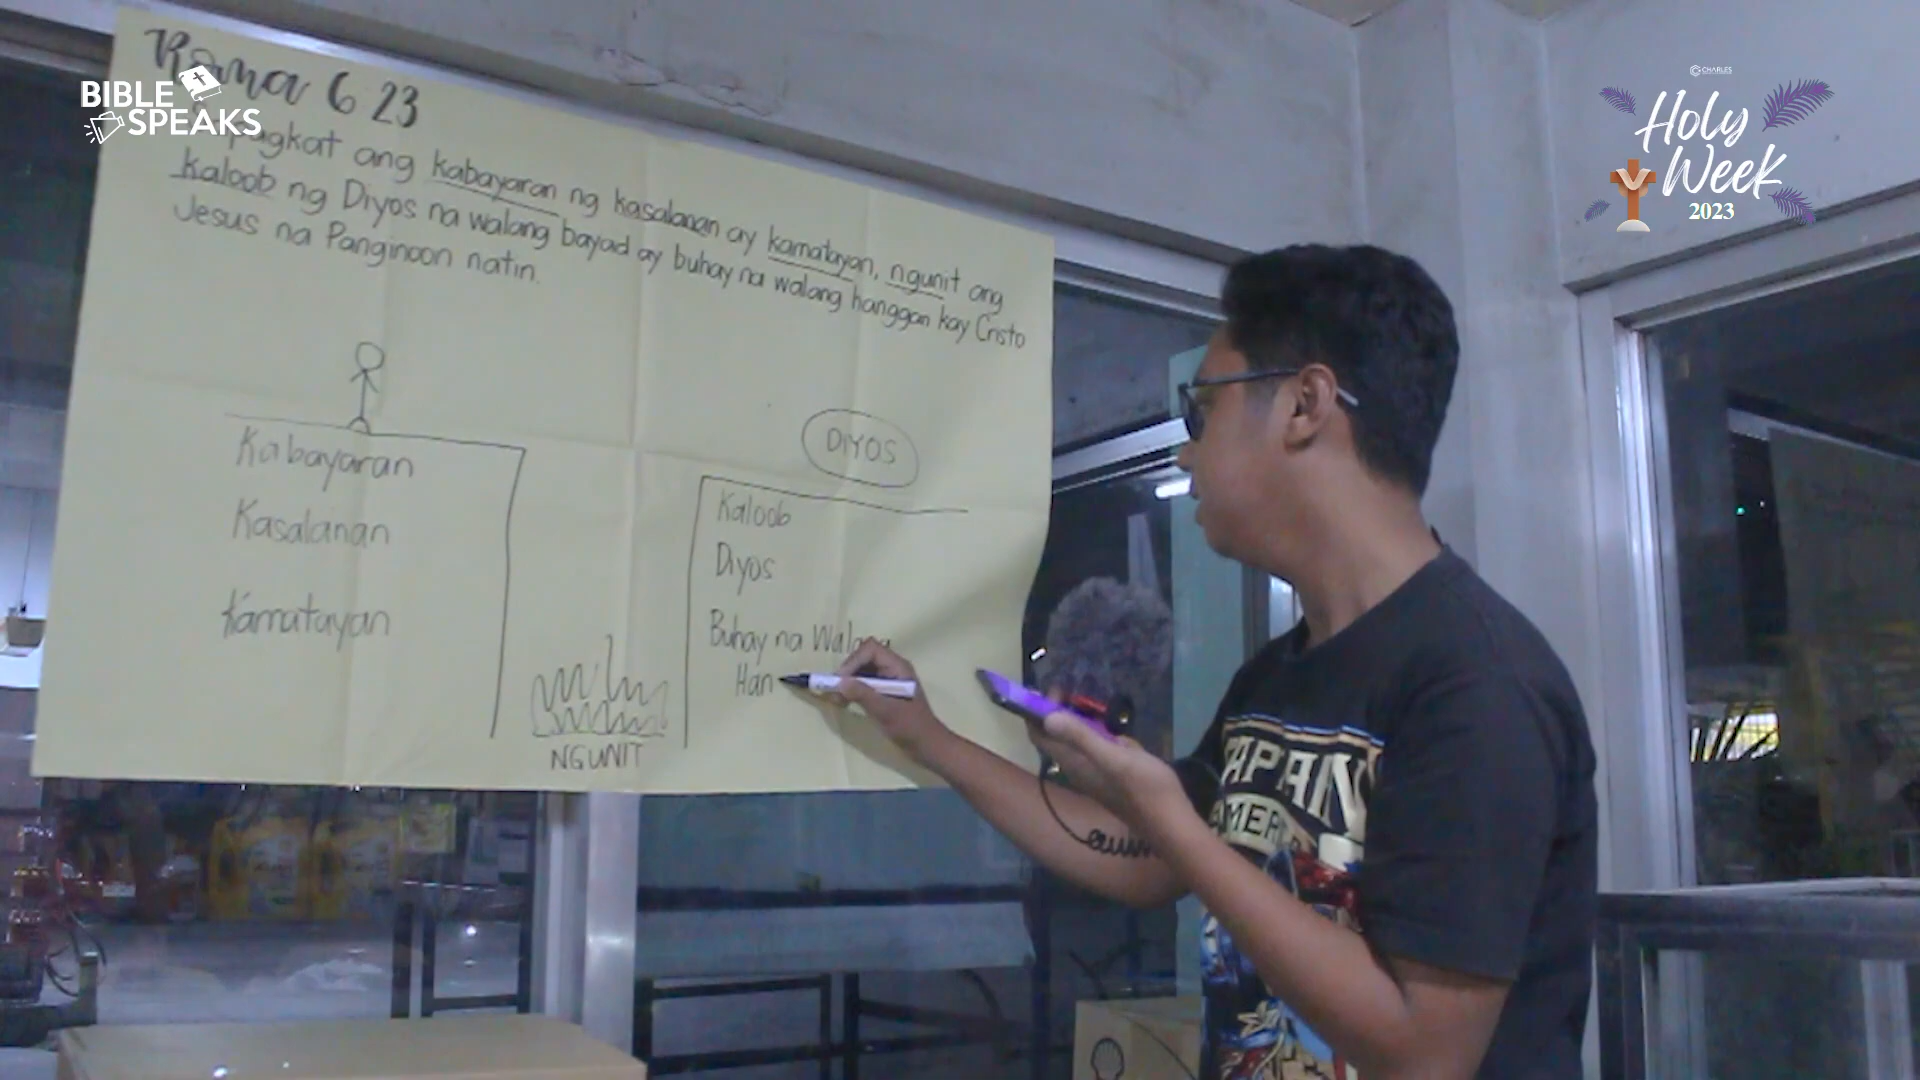 BIBLE
SPEAKS
CHARLES
Holy
Week
2023
Roma 6 23
pagkat ang kabayaran ng kasalanan ay kamatayan, ngunit ang
kaloob ng Diyos na walang bayad ay buhay na walang hanggan kay Cristo
Jesus na Panginoon natin.
DIYOS
Kabayaran
Kasalanan
Kamatayan
Kaloob
Diyos
Buhay na Walang
Han
NGUNIT